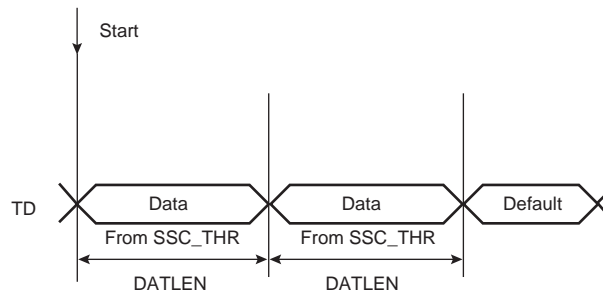 Start
TD
Data
Data
Default
From SSC_THR
From SSC_THR
DATLEN
DATLEN